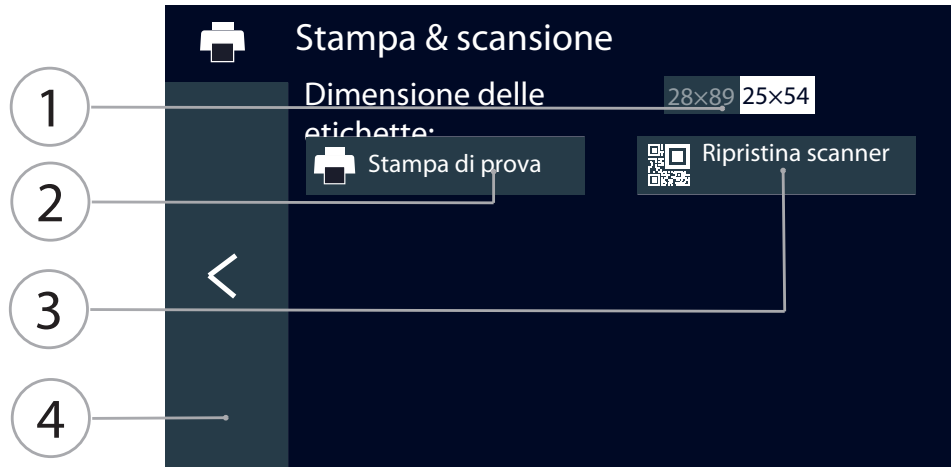 Stampa & scansione
1
Dimensione delle
28×89 25×54
etichette:
Stampa di prova
Ripristina scanner
2
3
4